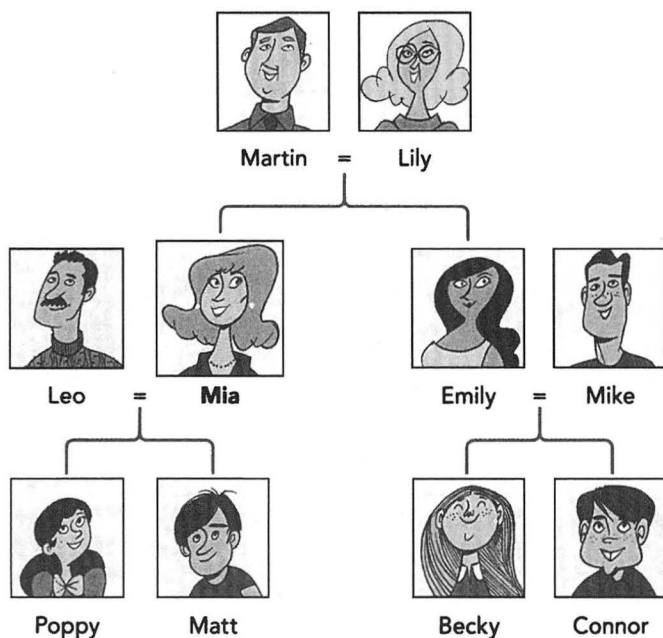 Martin = Lily
Leo = Mia
Emily = Mike
Poppy
Matt
Becky
Connor